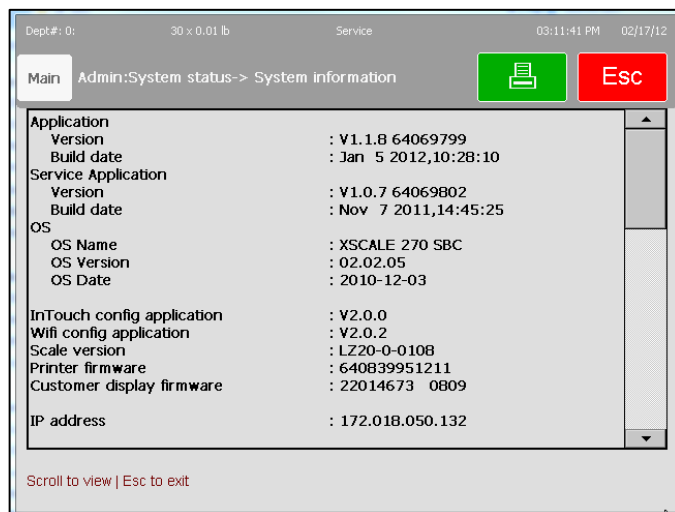 Dept#: 0: 30 x 0.01 lb Service 03:11:41 PM 02/17/12
Main Admin:System status-> System information Esc
Application
Version : V1.1.8 64069799
Build date : Jan 5 2012,10:28:10
Service Application
Version : V1.0.7 64069802
Build date : Nov 7 2011,14:45:25
OS
OS Name : XSCALE 270 SBC
OS Version : 02.02.05
OS Date : 2010-12-03
InTouch config application : V2.0.0
Wifi config application : V2.0.2
Scale version : LZ20-0-0108
Printer firmware : 640839951211
Customer display firmware : 22014673 0809
IP address : 172.018.050.132
Scroll to view | Esc to exit